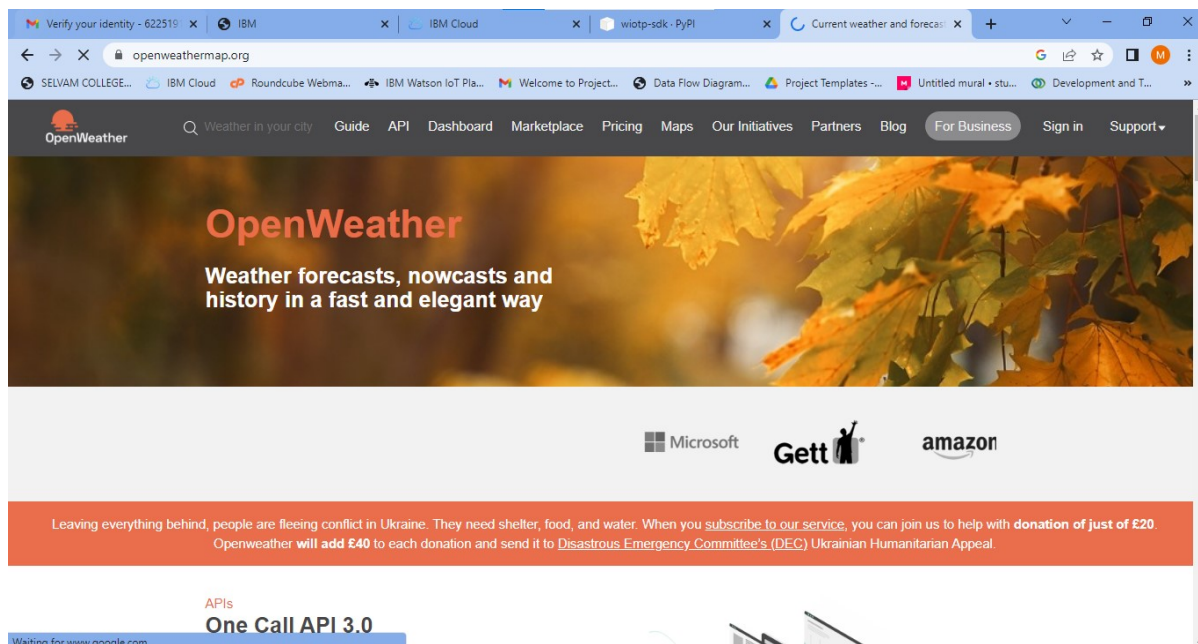 Verify your identity - 622519
IBM
IBM Cloud
wiotp-sdk · PyPI
Current weather and forecast
openweathermap.org
SELVAM COLLEGE...
IBM Cloud
Roundcube Webma...
IBM Watson IoT Pla...
Welcome to Project...
Data Flow Diagram...
Project Templates -...
Untitled mural • stu...
Development and T...
OpenWeather
Weather in your city
Guide
API
Dashboard
Marketplace
Pricing
Maps
Our Initiatives
Partners
Blog
For Business
Sign in
Support
OpenWeather
Weather forecasts, nowcasts and
history in a fast and elegant way
Microsoft
Gett
amazon
Leaving everything behind, people are fleeing conflict in Ukraine. They need shelter, food, and water. When you subscribe to our service, you can join us to help with donation of just of £20.
Openweather will add £40 to each donation and send it to Disastrous Emergency Committee's (DEC) Ukrainian Humanitarian Appeal.
APIs
One Call API 3.0
Waiting for www.google.com